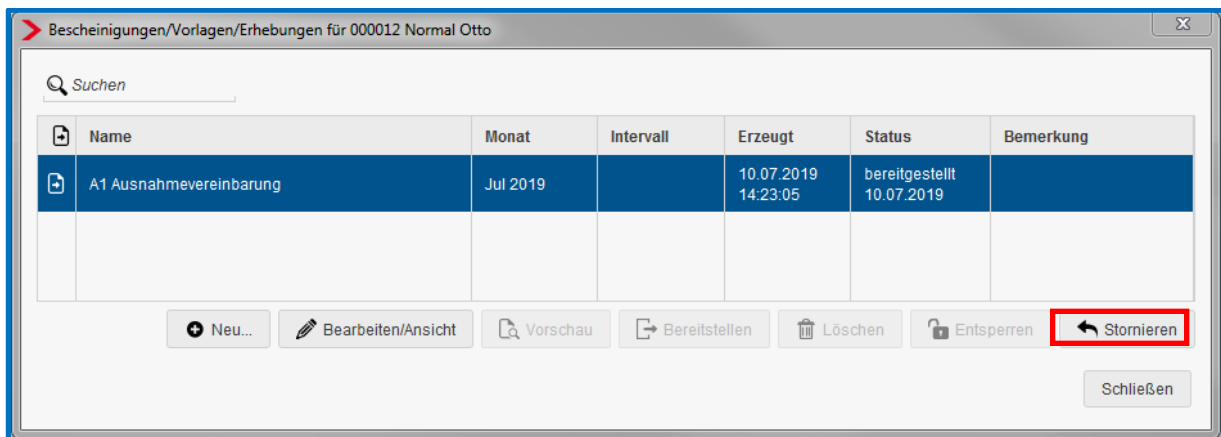 Bescheinigungen/Vorlagen/Erhebungen für 000012 Normal Otto
Suchen
Name Monat Intervall Erzeugt Status Bemerkung
A1 Ausnahmevereinbarung Jul 2019 10.07.2019 14:23:05 bereitgestellt 10.07.2019
Neu... Bearbeiten/Ansicht Vorschau Bereitstellen Löschen Entsperren Stornieren
Schließen